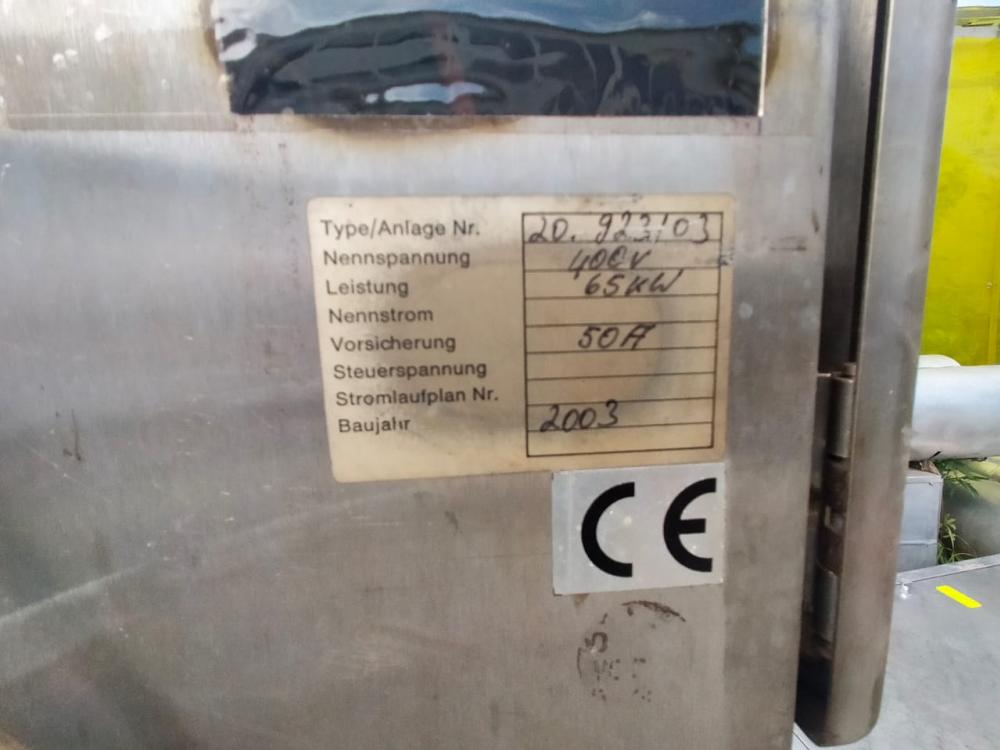 Type/Anlage Nr. 20. 923/03
Nennspannung 400V
Leistung 65KW
Nennstrom
Vorsicherung 50A
Steuerspannung
Stromlaufplan Nr.
Baujahr 2003
CE